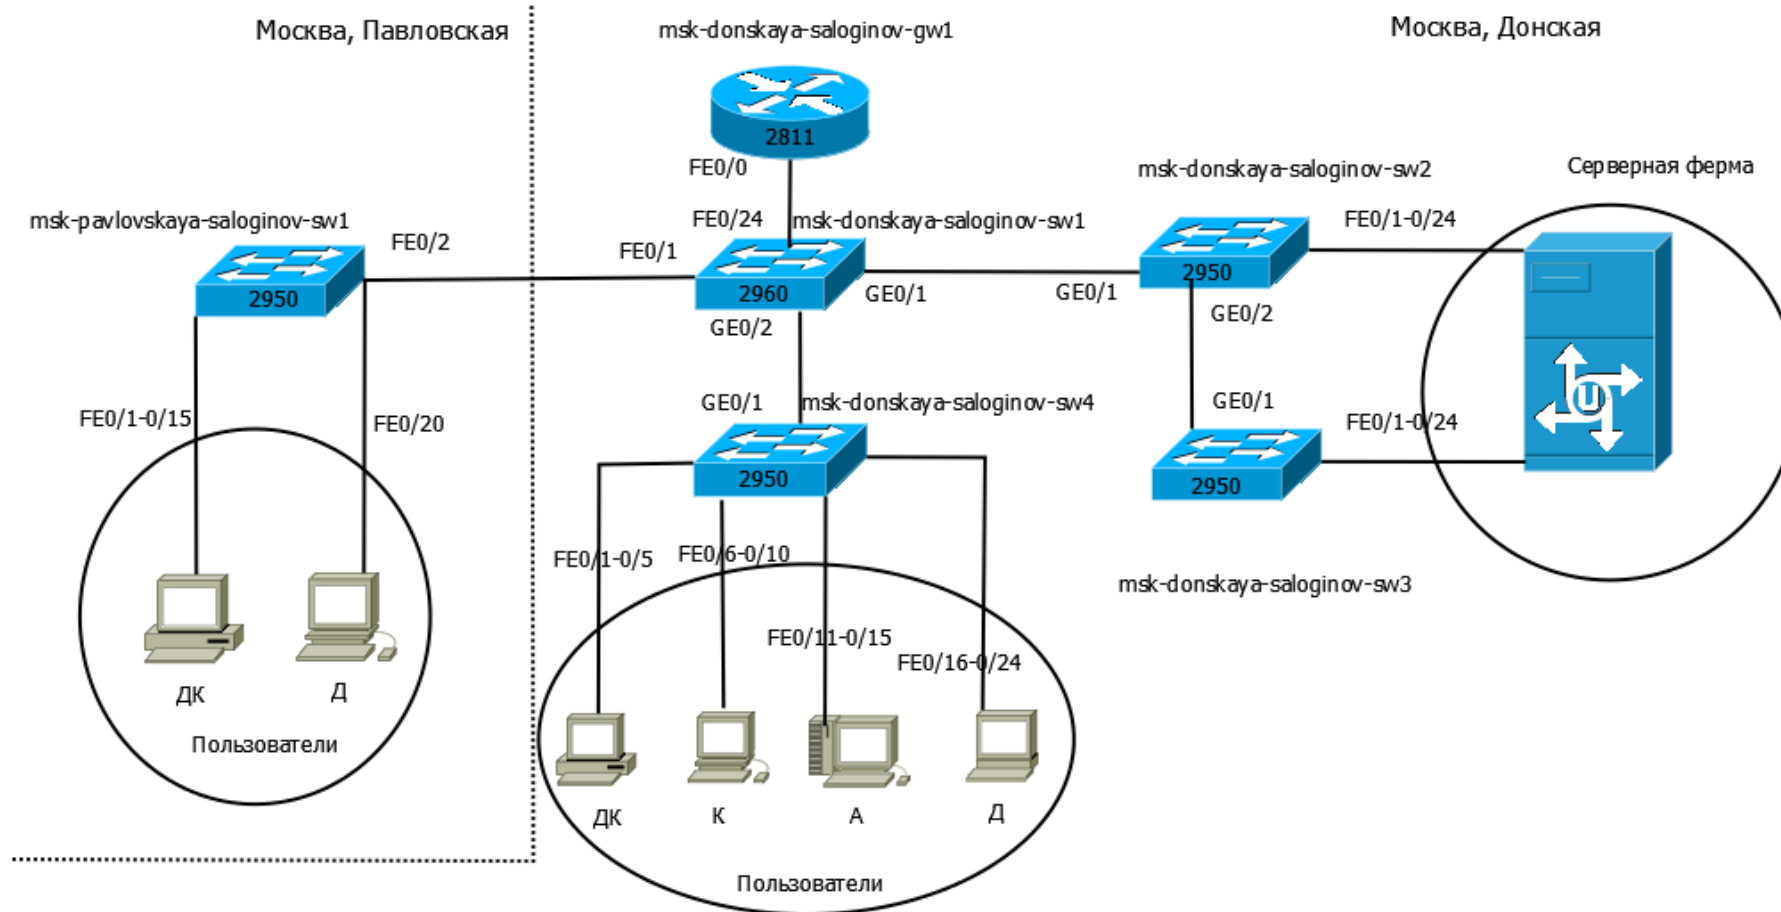 Москва, Павловская
msk-donskaya-saloginov-gw1
Москва, Донская
2811
FE0/0
msk-donskaya-saloginov-sw2
Серверная ферма
msk-pavlovskaya-saloginov-sw1
FE0/2
FE0/24
msk-donskaya-saloginov-sw1
FE0/1
FE0/1-0/24
2950
2960
GE0/1
GE0/1
2950
GE0/2
GE0/2
GE0/1
msk-donskaya-saloginov-sw4
GE0/1
FE0/1-0/24
U
FE0/1-0/15
FE0/20
2950
2950
FE0/1-0/5
FE0/6-0/10
msk-donskaya-saloginov-sw3
FE0/11-0/15
FE0/16-0/24
ДК
Д
Пользователи
ДК
К
А
Д
Пользователи